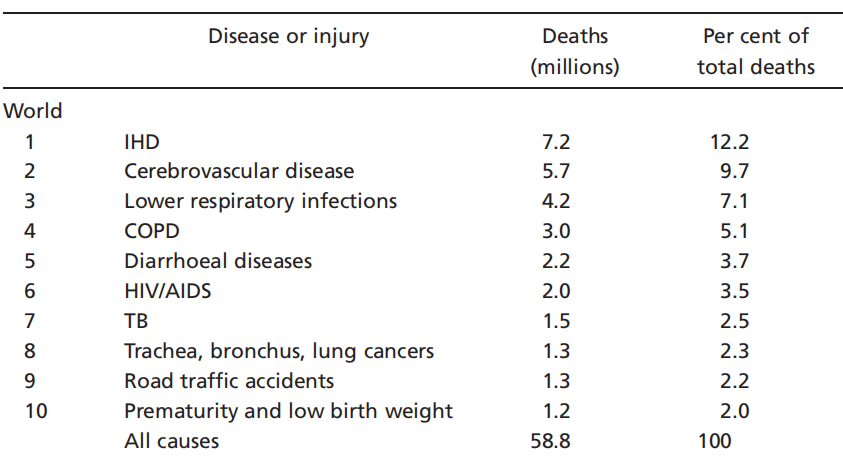 Disease or injury Deaths (millions) Per cent of total deaths
World
1 IHD 7.2 12.2
2 Cerebrovascular disease 5.7 9.7
3 Lower respiratory infections 4.2 7.1
4 COPD 3.0 5.1
5 Diarrhoeal diseases 2.2 3.7
6 HIV/AIDS 2.0 3.5
7 TB 1.5 2.5
8 Trachea, bronchus, lung cancers 1.3 2.3
9 Road traffic accidents 1.3 2.2
10 Prematurity and low birth weight 1.2 2.0
All causes 58.8 100